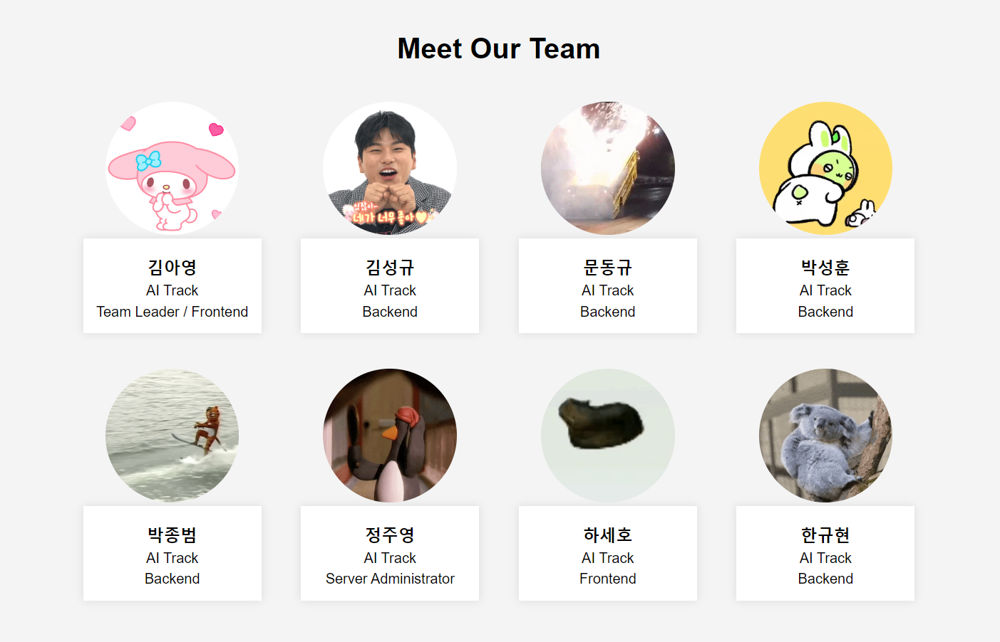 Meet Our Team
네가 너무 좋아
김아영
AI Track
Team Leader / Frontend
김성규
AI Track
Backend
문동규
AI Track
Backend
박성훈
AI Track
Backend
박종범
AI Track
Backend
정주영
AI Track
Server Administrator
하세호
AI Track
Frontend
한규현
AI Track
Backend